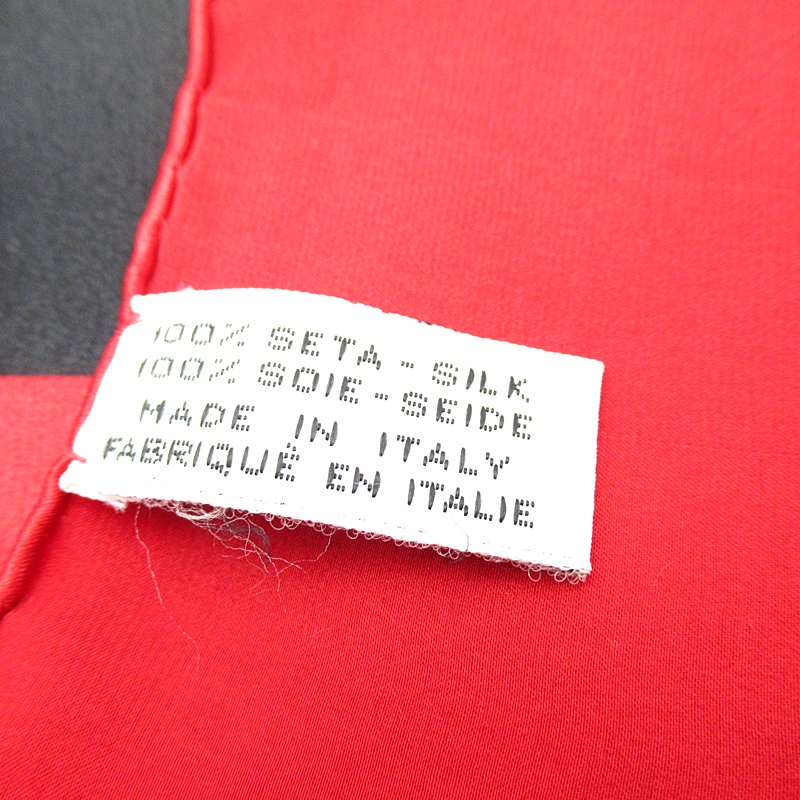 100% SETA - SILK
100% SOIE - SEIDE
MADE IN ITALY
FABRIQUÉ EN ITALIE